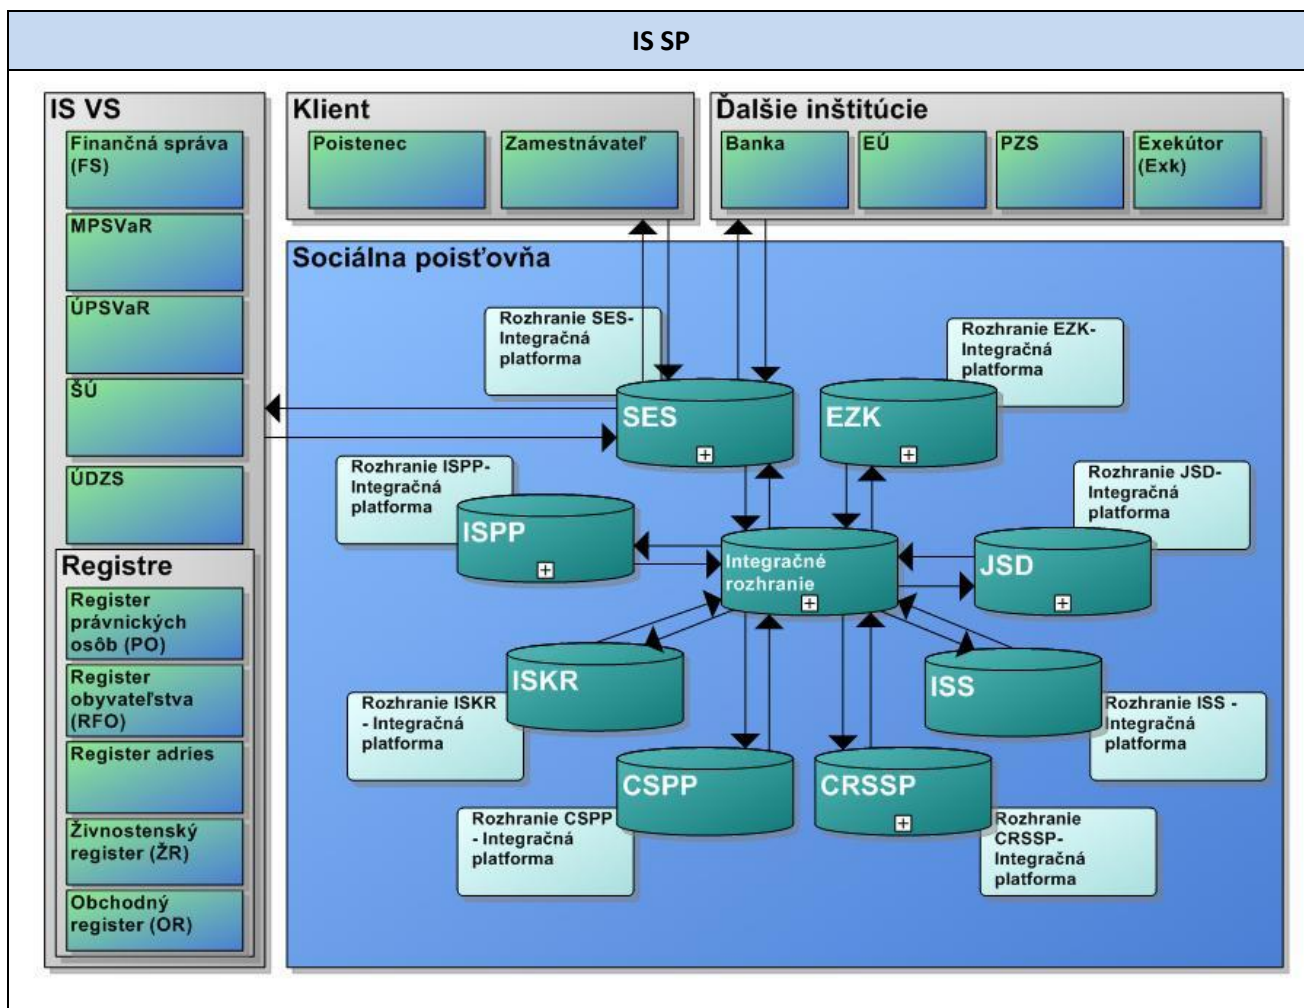 IS SP
IS VS
Finančná správa
(FS)
MPSVaR
ÚPSVaR
ŠÚ
ÚDZS
Registre
Register
právnických
osôb (PO)
Register
obyvateľstva
(RFO)
Register adries
Živnostenský
register (ŽR)
Obchodný
register (OR)
Klient
Poistenec
Zamestnávateľ
Ďalšie inštitúcie
Banka
EÚ
PZS
Exekútor
(Exk)
Sociálna poisťovňa
Rozhranie SES-
Integračná
platforma
SES
Rozhranie EZK-
Integračná
platforma
EZK
Rozhranie ISPP-
Integračná
platforma
ISPP
Rozhranie JSD-
Integračná
platforma
JSD
Integračné
rozhranie
ISKR
Rozhranie ISKR
- Integračná
platforma
ISS
Rozhranie ISS -
Integračná
platforma
CSPP
Rozhranie CSPP
- Integračná
platforma
CRSSP
Rozhranie
CRSSP-
Integračná
platforma